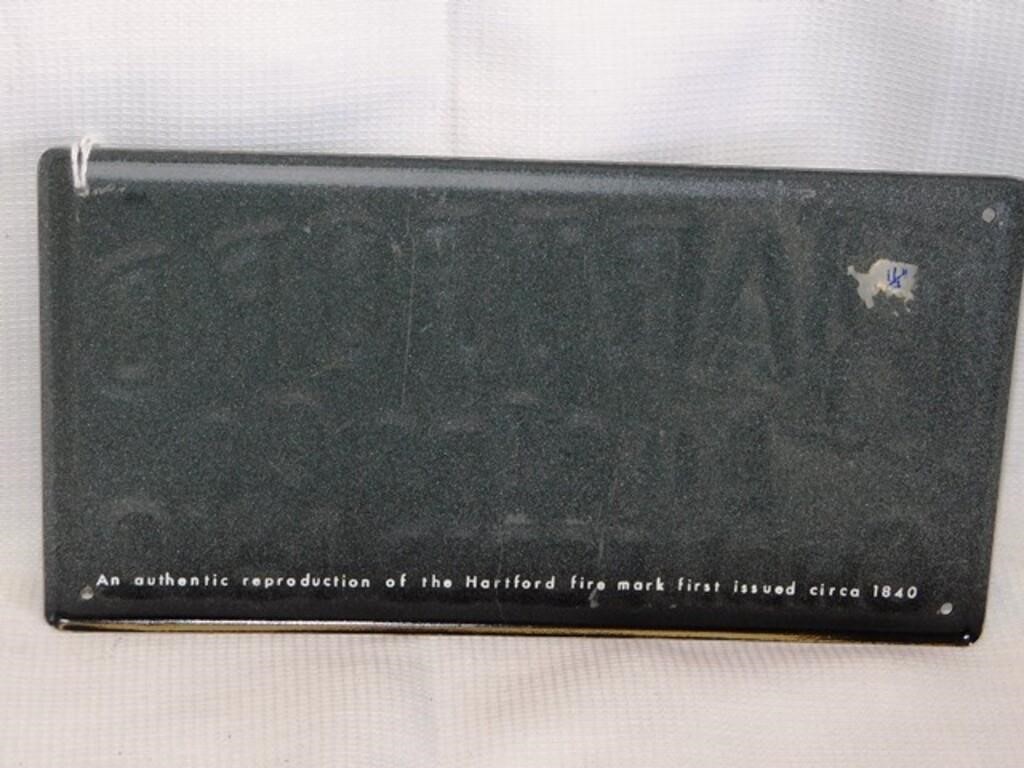 An authentic reproduction of the Hartford fire mark first issued circa 1840